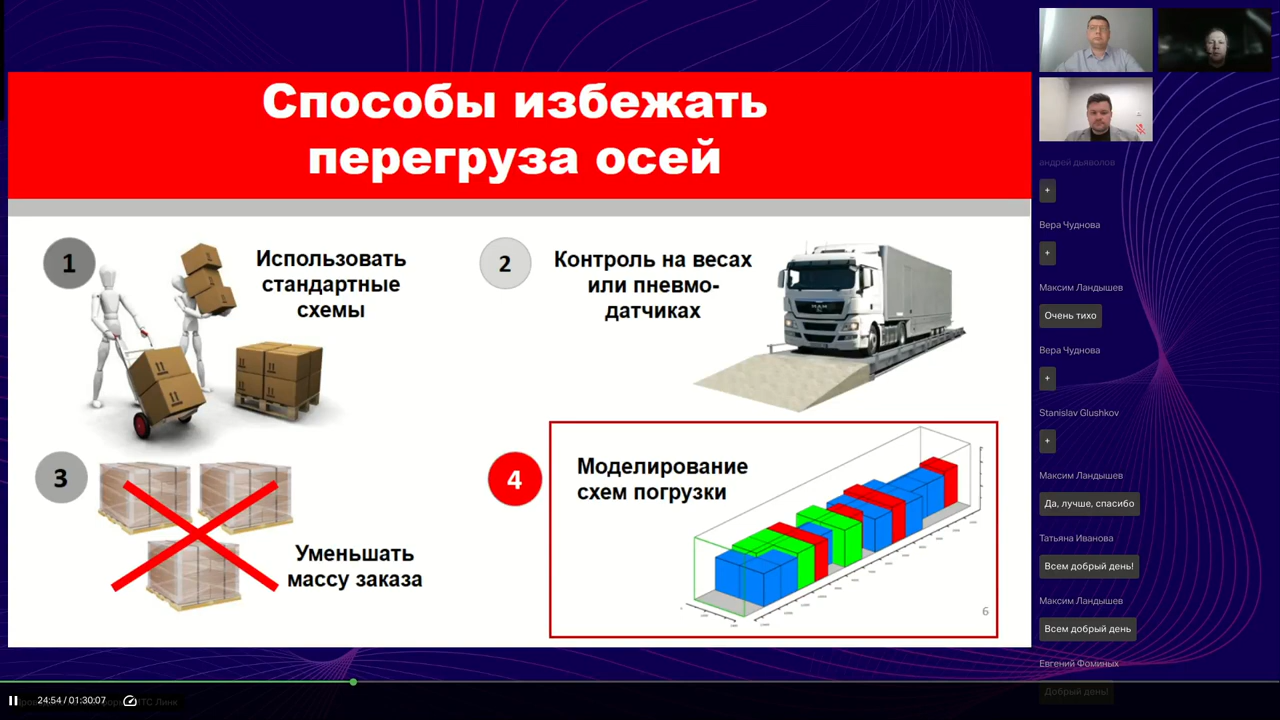 Способы избежать
перегруза осей
1
Использовать
стандартные
схемы
2
Контроль на весах
или пневмо-
датчиках
3
Уменьшать
массу заказа
4
Моделирование
схем погрузки
6
андрей дьяволов
+
Вера Чуднова
+
Максим Ландышев
Очень тихо
Вера Чуднова
+
Stanislav Glushkov
+
Максим Ландышев
Да, лучше, спасибо
Татьяна Иванова
Всем добрый день!
Максим Ландышев
Всем добрый день
Евгений Фоминых
Добрый день!
24:54 / 01:30:07
МТС Линк